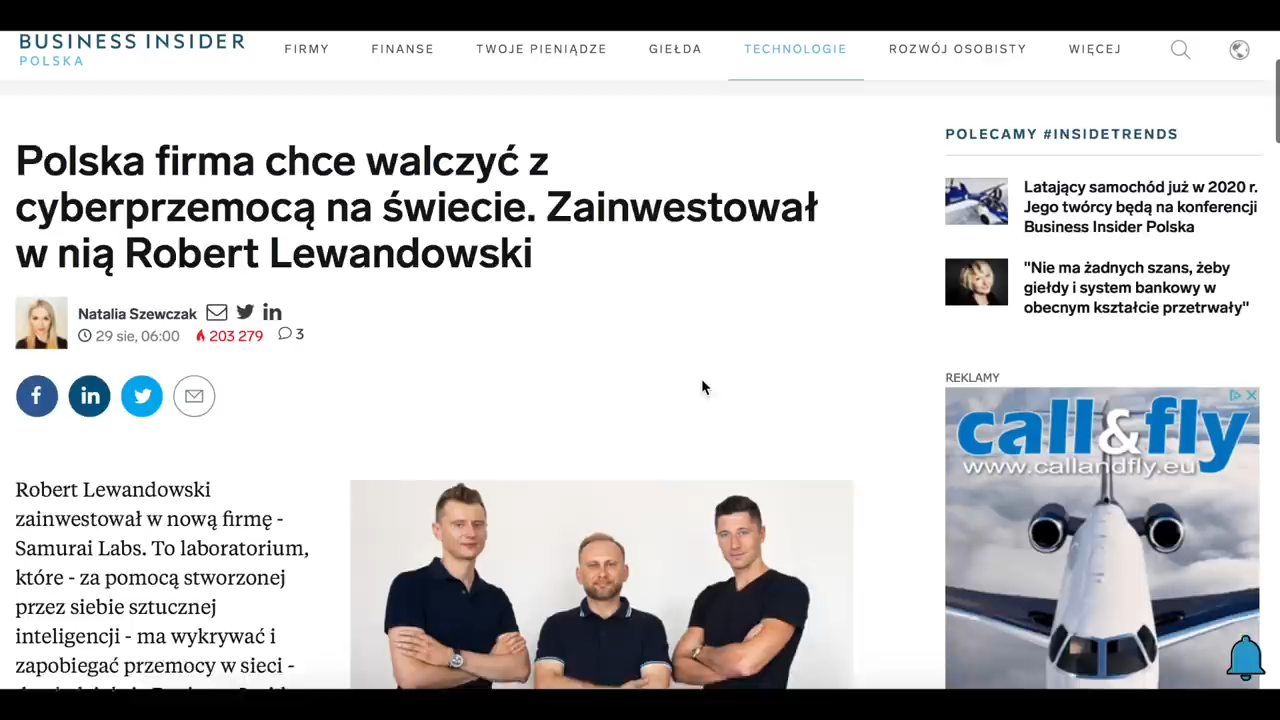 BUSINESS INSIDER
POLSKA
FIRMY FINANSE TWOJE PIENIĄDZE GIEŁDA TECHNOLOGIE ROZWÓJ OSOBISTY WIĘCEJ
Polska firma chce walczyć z
cyberprzemocą na świecie. Zainwestował
w nią Robert Lewandowski
Natalia Szewczak
29 sie, 06:00 203 279 3
Robert Lewandowski
zainwestował w nową firmę -
Samurai Labs. To laboratorium,
które - za pomocą stworzonej
przez siebie sztucznej
inteligencji - ma wykrywać i
zapobiegać przemocy w sieci -
POLECAMY #INSIDETRENDS
Latający samochód już w 2020 r.
Jego twórcy będą na konferencji
Business Insider Polska
"Nie ma żadnych szans, żeby
giełdy i system bankowy w
obecnym kształcie przetrwały"
REKLAMY
call&fly
www.callandfly.eu